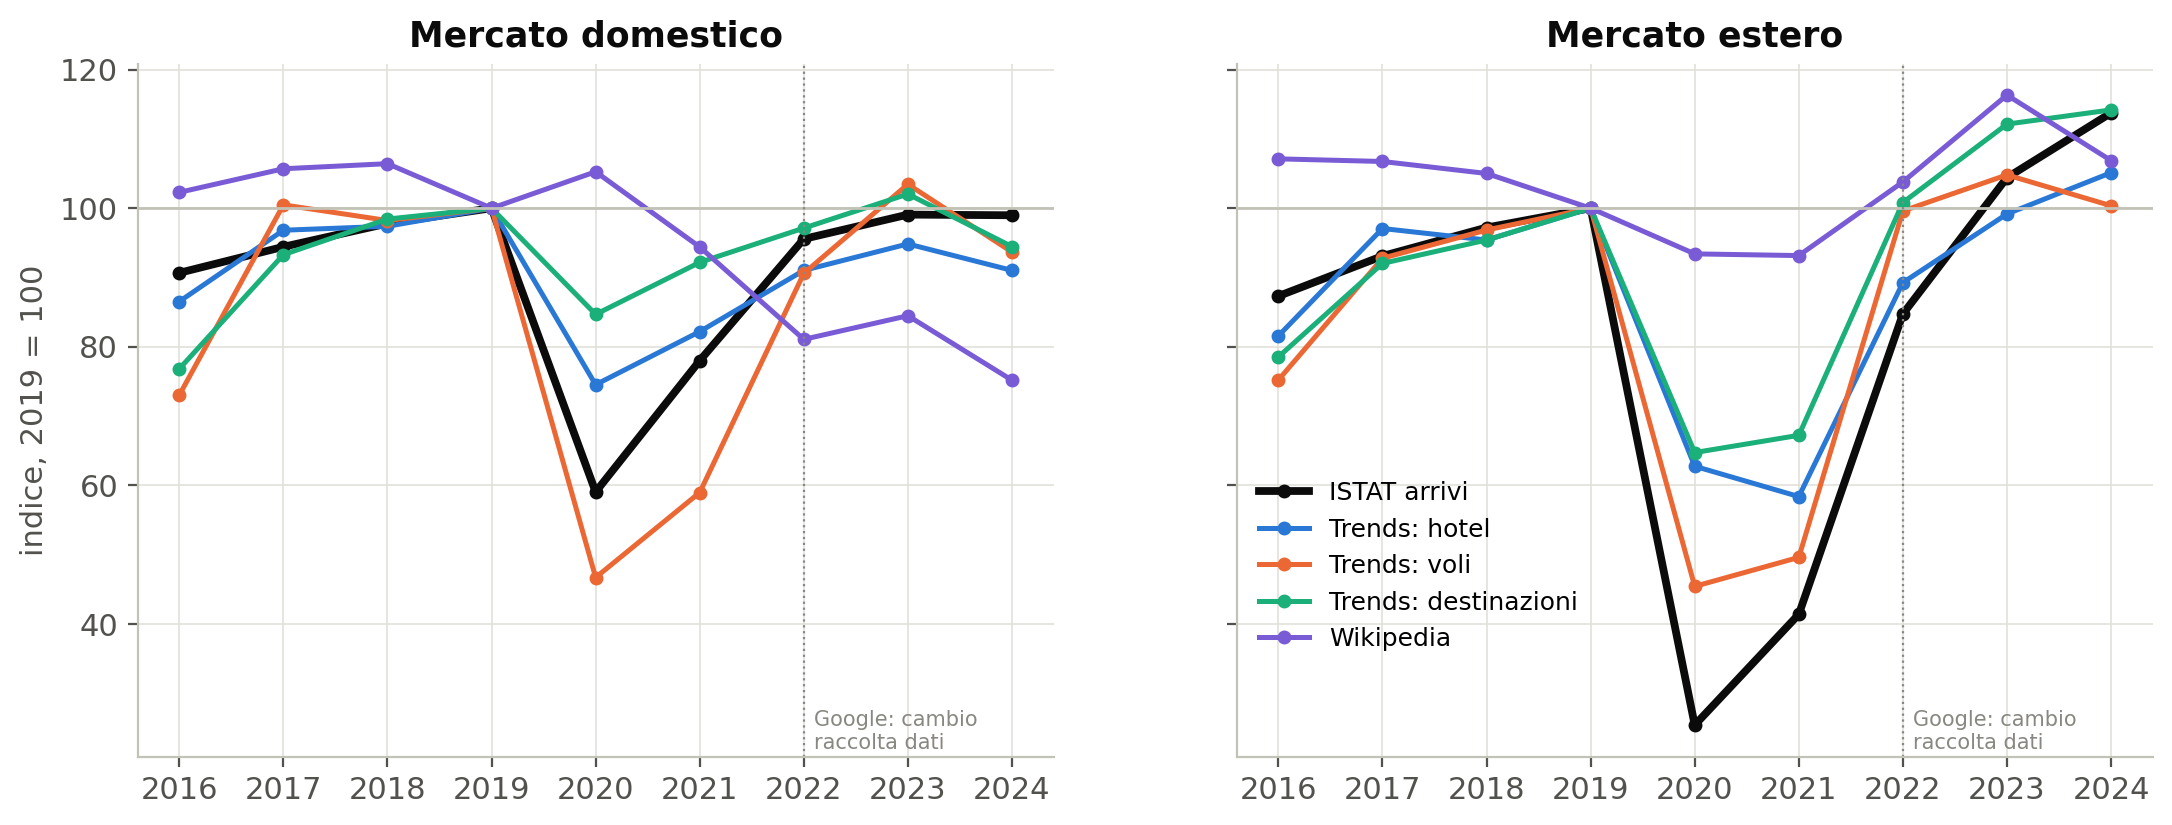 Mercato domestico
Mercato estero
indice, 2019 = 100
120
100
80
60
40
ISTAT arrivi
Trends: hotel
Trends: voli
Trends: destinazioni
Wikipedia
Google: cambio
raccolta dati
Google: cambio
raccolta dati
2016 2017 2018 2019 2020 2021 2022 2023 2024
2016 2017 2018 2019 2020 2021 2022 2023 2024